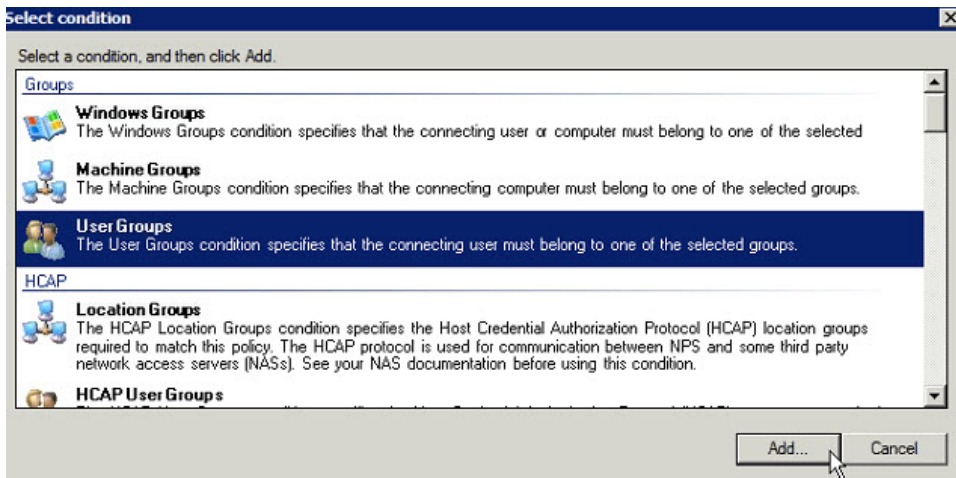 Select condition
Select a condition, and then click Add.
Groups
Windows Groups
The Windows Groups condition specifies that the connecting user or computer must belong to one of the selected
Machine Groups
The Machine Groups condition specifies that the connecting computer must belong to one of the selected groups.
User Groups
The User Groups condition specifies that the connecting user must belong to one of the selected groups.
HCAP
Location Groups
The HCAP Location Groups condition specifies the Host Credential Authorization Protocol (HCAP) location groups
required to match this policy. The HCAP protocol is used for communication between NPS and some third party
network access servers (NASs). See your NAS documentation before using this condition.
HCAP User Groups
Add...
Cancel